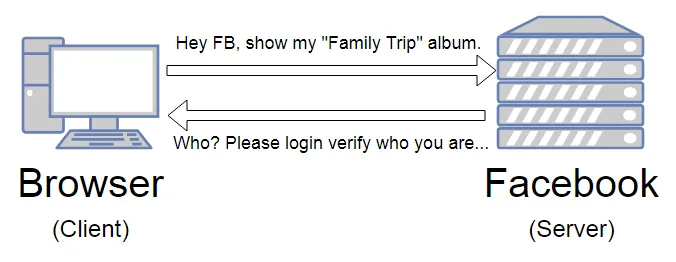 Hey FB, show my "Family Trip" album.
Who? Please login verify who you are...
Browser
Facebook
(Client)
(Server)